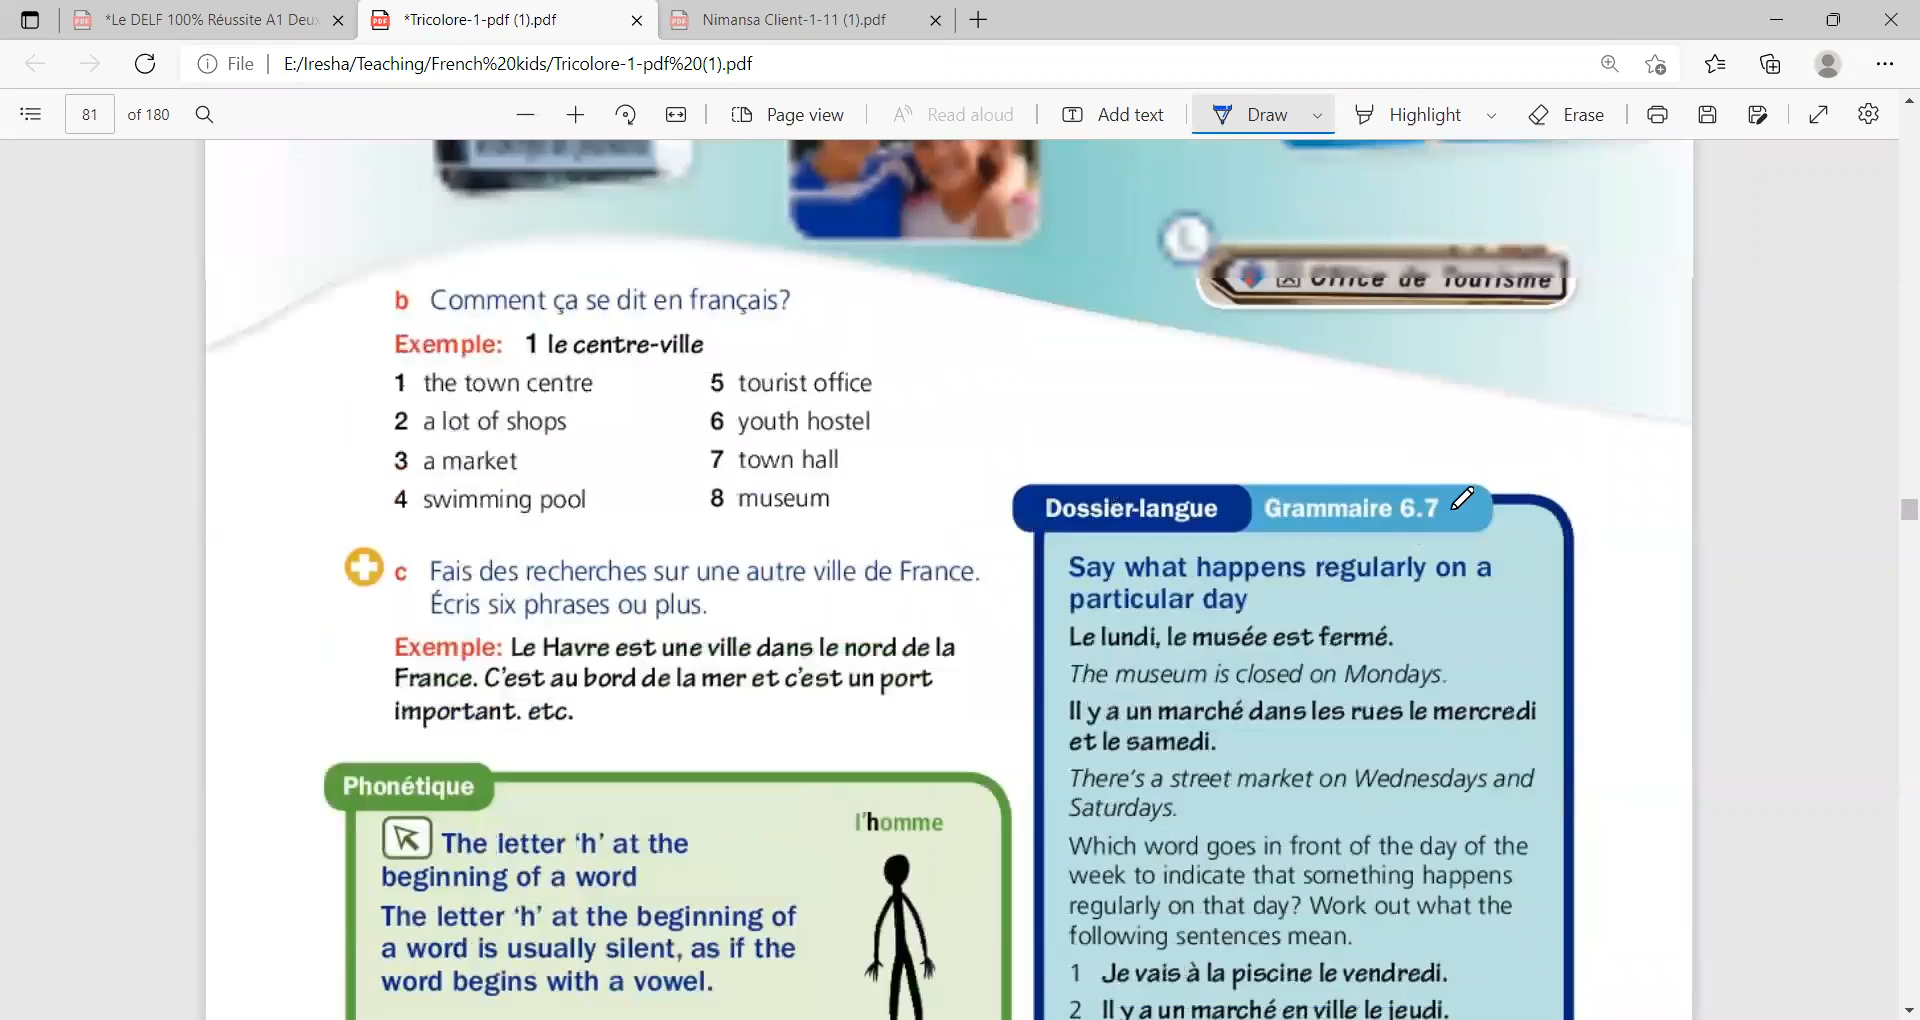 *Le DELF 100% Réussite A1 Deux
*Tricolore-1-pdf (1).pdf
Nimansa Client-1-11 (1).pdf
File
E:/Iresha/Teaching/French%20kids/Tricolore-1-pdf%20(1).pdf
81 of 180
Page view
Read aloud
Add text
Draw
Highlight
Erase
L
Office de Tourisme
b Comment ça se dit en français?
Exemple: 1 le centre-ville
1 the town centre
2 a lot of shops
3 a market
4 swimming pool
5 tourist office
6 youth hostel
7 town hall
8 museum
c Fais des recherches sur une autre ville de France.
Écris six phrases ou plus.
Exemple: Le Havre est une ville dans le nord de la
France. C'est au bord de la mer et c'est un port
important. etc.
Phonétique
l'homme
The letter 'h' at the
beginning of a word
The letter 'h' at the beginning of
a word is usually silent, as if the
word begins with a vowel.
Dossier-langue Grammaire 6.7
Say what happens regularly on a
particular day
Le lundi, le musée est fermé.
The museum is closed on Mondays.
Il y a un marché dans les rues le mercredi
et le samedi.
There's a street market on Wednesdays and
Saturdays.
Which word goes in front of the day of the
week to indicate that something happens
regularly on that day? Work out what the
following sentences mean.
1 Je vais à la piscine le vendredi.
2 Il y a un marché en ville le jeudi.